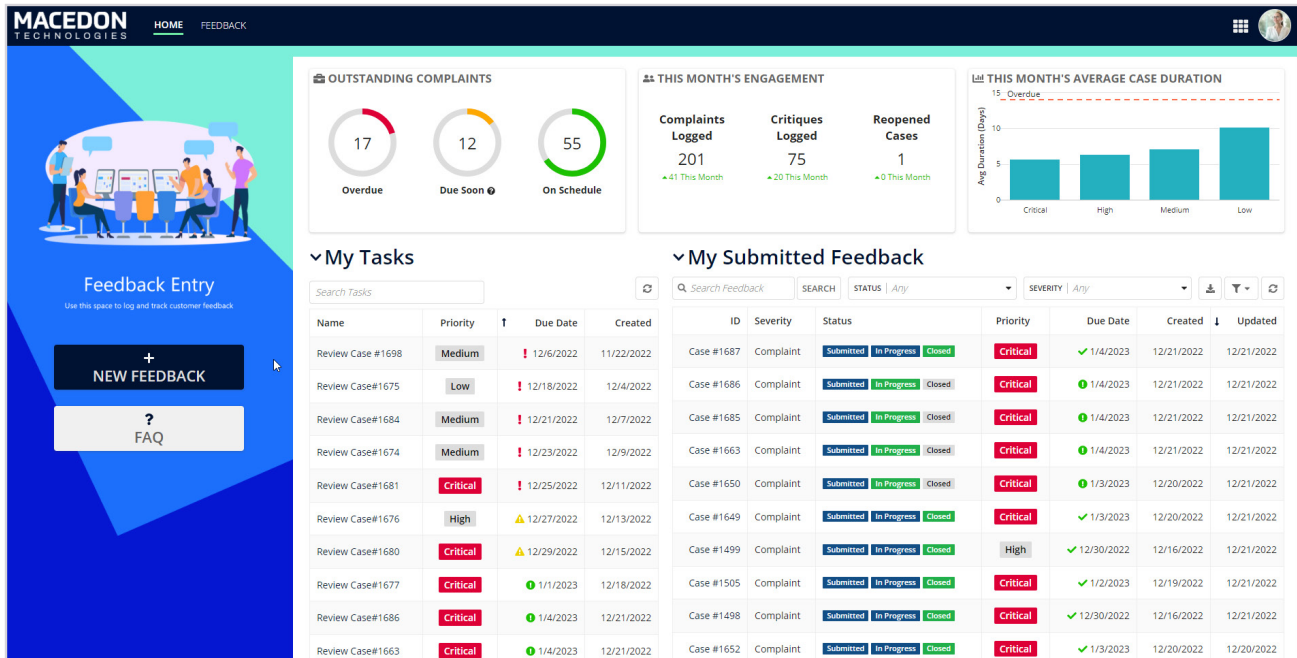 MACEDON
TECHNOLOGIES
HOME FEEDBACK
Feedback Entry
Use this space to log and track customer feedback
+
NEW FEEDBACK
?
FAQ
OUTSTANDING COMPLAINTS
17 12 55
Overdue Due Soon On Schedule
THIS MONTH'S ENGAGEMENT
Complaints Logged Critiques Logged Reopened Cases
201 75 1
41 This Month 20 This Month 0 This Month
THIS MONTH'S AVERAGE CASE DURATION
Avg Duration (Days)
15 Overdue
10
5
0
Critical High Medium Low
My Tasks
Search Tasks
Name Priority Due Date Created
Review Case #1698 Medium 12/6/2022 11/22/2022
Review Case#1675 Low 12/18/2022 12/4/2022
Review Case#1684 Medium 12/21/2022 12/7/2022
Review Case#1674 Medium 12/23/2022 12/9/2022
Review Case#1681 Critical 12/25/2022 12/11/2022
Review Case#1676 High 12/27/2022 12/13/2022
Review Case#1680 Critical 12/29/2022 12/15/2022
Review Case#1677 Critical 1/1/2023 12/18/2022
Review Case#1686 Critical 1/4/2023 12/21/2022
Review Case#1663 Critical 1/4/2023 12/21/2022
My Submitted Feedback
Search Feedback SEARCH STATUS | Any SEVERITY | Any
ID Severity Status Priority Due Date Created Updated
Case #1687 Complaint Submitted In Progress Closed Critical 1/4/2023 12/21/2022 12/21/2022
Case #1686 Complaint Submitted In Progress Closed Critical 1/4/2023 12/21/2022 12/21/2022
Case #1685 Complaint Submitted In Progress Closed Critical 1/4/2023 12/21/2022 12/21/2022
Case #1663 Complaint Submitted In Progress Closed Critical 1/4/2023 12/21/2022 12/21/2022
Case #1650 Complaint Submitted In Progress Closed Critical 1/3/2023 12/20/2022 12/21/2022
Case #1649 Complaint Submitted In Progress Closed Critical 1/3/2023 12/20/2022 12/21/2022
Case #1499 Complaint Submitted In Progress Closed High 12/30/2022 12/16/2022 12/21/2022
Case #1505 Complaint Submitted In Progress Closed Critical 1/2/2023 12/19/2022 12/21/2022
Case #1498 Complaint Submitted In Progress Closed Critical 12/30/2022 12/16/2022 12/21/2022
Case #1652 Complaint Submitted In Progress Closed Critical 1/3/2023 12/20/2022 12/20/2022